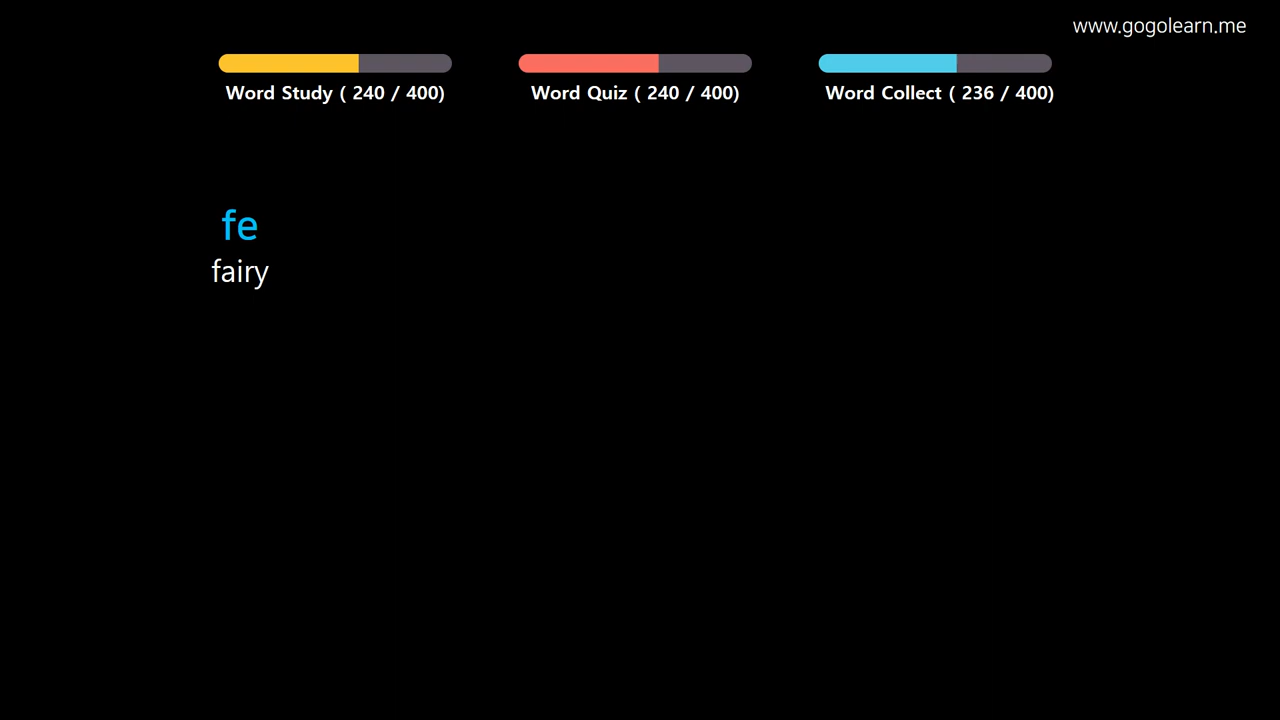 www.gogolearn.me
Word Study ( 240 / 400)
Word Quiz ( 240 / 400)
Word Collect ( 236 / 400)
fe
fairy